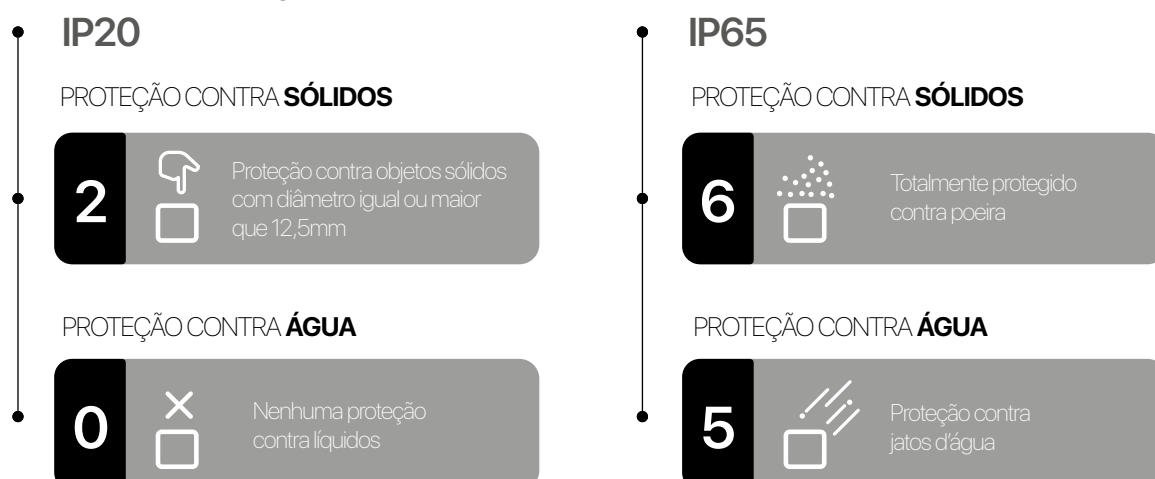 IP20
PROTEÇÃO CONTRA SÓLIDOS
2
Proteção contra objetos sólidos
com diâmetro igual ou maior
que 12,5mm
PROTEÇÃO CONTRA ÁGUA
0
Nenhuma proteção
contra líquidos
IP65
PROTEÇÃO CONTRA SÓLIDOS
6
Totalmente protegido
contra poeira
PROTEÇÃO CONTRA ÁGUA
5
Proteção contra
jatos d’água